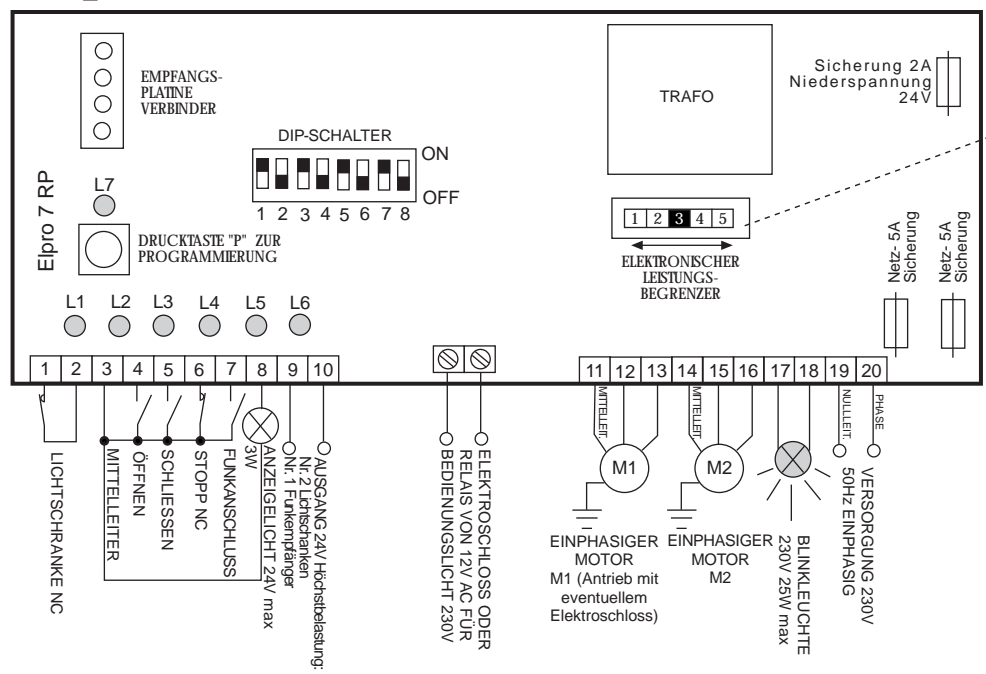 EMPFANGS-
PLATINE
VERBINDER
TRAFO
Sicherung 2A
Niederspannung
24V
DIP-SCHALTER
ON
OFF
1 2 3 4 5 6 7 8
Elpro 7 RP
L7
DRUCKTASTE "P" ZUR
PROGRAMMIERUNG
1 2 3 4 5
ELEKTRONISCHER
LEISTUNGS-
BEGRENZER
Netz- 5A
Sicherung
Netz- 5A
Sicherung
L1 L2 L3 L4 L5 L6
1 2 3 4 5 6 7 8 9 10
11 12 13 14 15 16 17 18 19 20
LICHTSCHRANKE NC
MITTELLEITER
ÖFFNEN
SCHLIESSEN
STOPP NC
FUNKANSCHLUSS
ANZEIGELICHT 24V max
3W
AUSGANG 24V Höchstbelastung:
Nr.2 Lichtschanken
Nr.1 Funkempfänger
ELEKTROSCHLOSS ODER
RELAIS VON 12V AC FÜR
BEDIENUNGSLICHT 230V
MITTELLEIT.
M1
EINPHASIGER
MOTOR
M1 (Antrieb mit
eventuellem
Elektroschloss)
MITTELLEIT.
M2
EINPHASIGER
MOTOR
M2
BLINKLEUCHTE
230V 25W max
NULLLEIT.
PHASE
VERSORGUNG 230V
50Hz EINPHASIG